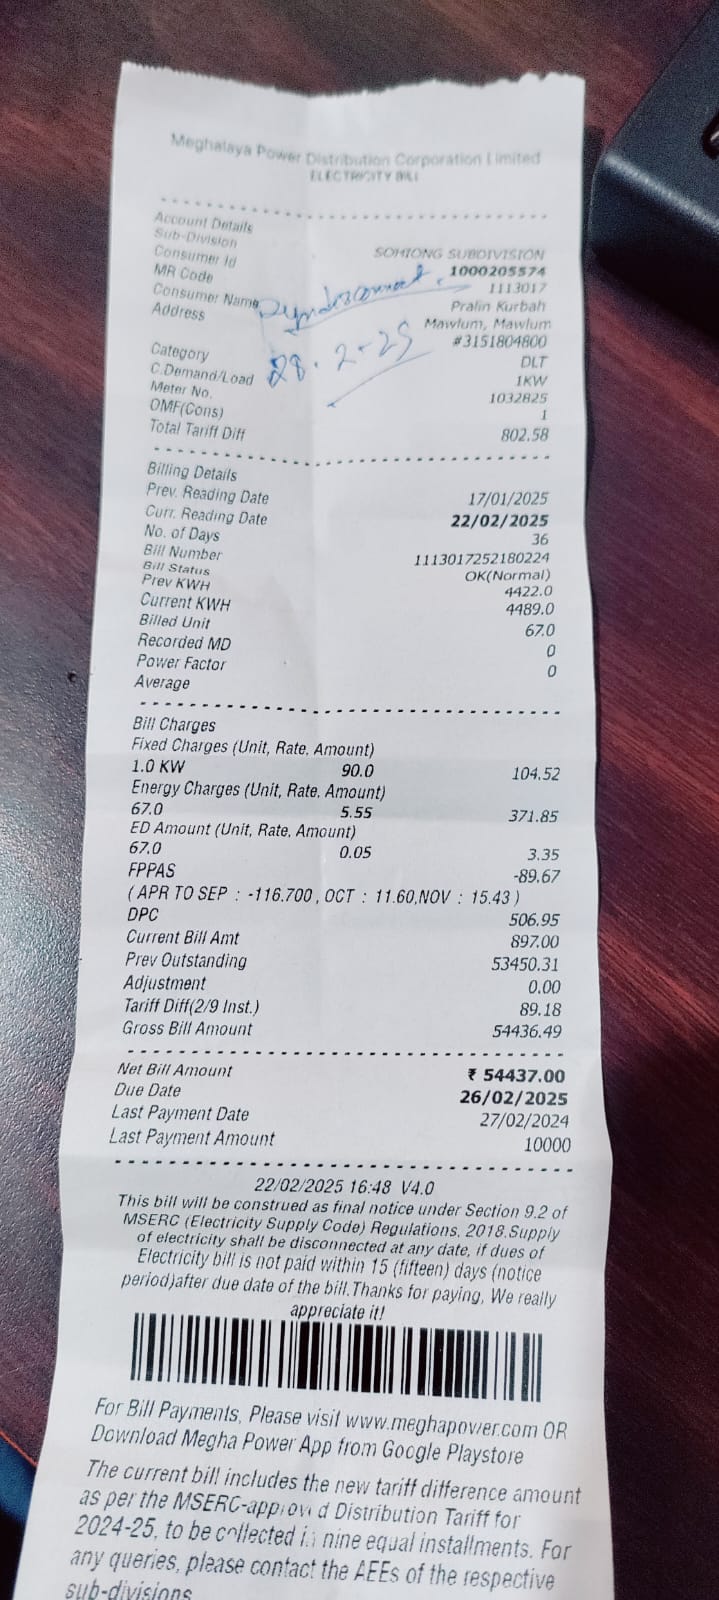 Meghalaya Power Distribution Corporation Limited
ELECTRICITY BILL
Account Details
Sub-Division SOHIONG SUBDIVISION
Consumer Id 1000205574
MR Code 1113017
Consumer Name Pralin Kurbah
Address Mawlum, Mawlum
#3151804800
28.2-25
Category DLT
C.Demand/Load 1KW
Meter No. 1032825
OMF(Cons) 1
Total Tariff Diff 802.58
Billing Details
Prev. Reading Date 17/01/2025
Curr. Reading Date 22/02/2025
No. of Days 36
Bill Number 1113017252180224
Bill Status OK(Normal)
Prev KWH 4422.0
Current KWH 4489.0
Billed Unit 67.0
Recorded MD 0
Power Factor 0
Average
Bill Charges
Fixed Charges (Unit, Rate, Amount)
1.0 KW 90.0 104.52
Energy Charges (Unit, Rate, Amount)
67.0 5.55 371.85
ED Amount (Unit, Rate, Amount)
67.0 0.05 3.35
FPPAS -89.67
( APR TO SEP : -116.700 , OCT : 11.60,NOV : 15.43 )
DPC 506.95
Current Bill Amt 897.00
Prev Outstanding 53450.31
Adjustment 0.00
Tariff Diff(2/9 Inst.) 89.18
Gross Bill Amount 54436.49
Net Bill Amount ₹ 54437.00
Due Date 26/02/2025
Last Payment Date 27/02/2024
Last Payment Amount 10000
22/02/2025 16:48 V4.0
This bill will be construed as final notice under Section 9.2 of
MSERC (Electricity Supply Code) Regulations, 2018.Supply
of electricity shall be disconnected at any date, if dues of
Electricity bill is not paid within 15 (fifteen) days (notice
period)after due date of the bill.Thanks for paying, We really
appreciate it!
For Bill Payments, Please visit www.meghapower.com OR
Download Megha Power App from Google Playstore
The current bill includes the new tariff difference amount
as per the MSERC-approv d Distribution Tariff for
2024-25, to be collected in nine equal installments. For
any queries, please contact the AEEs of the respective
sub-divisions